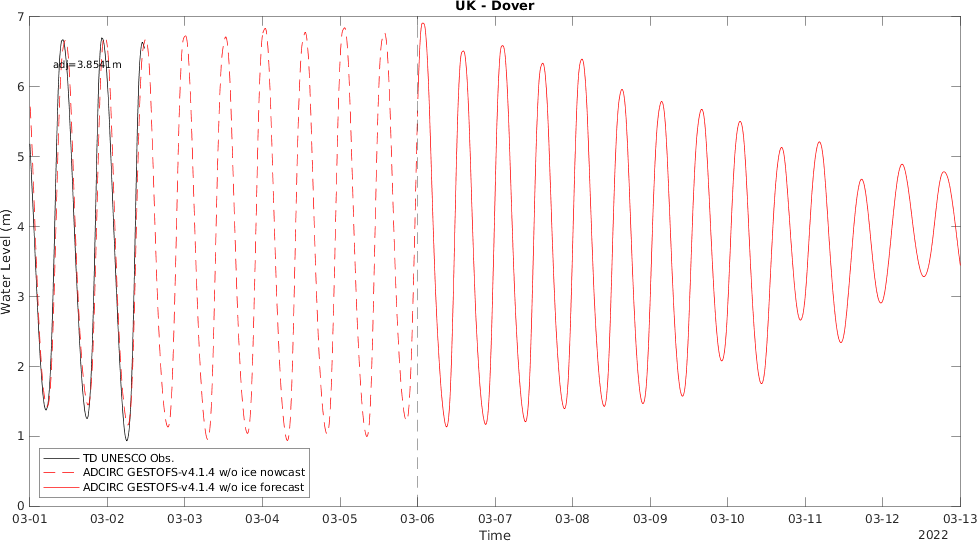 UK - Dover
7
6
5
4
3
2
1
0
Water Level (m)
adj=3.8541m
TD UNESCO Obs.
ADCIRC GESTOFS-v4.1.4 w/o ice nowcast
ADCIRC GESTOFS-v4.1.4 w/o ice forecast
03-01 03-02 03-03 03-04 03-05 03-06 03-07 03-08 03-09 03-10 03-11 03-12 03-13
Time
2022